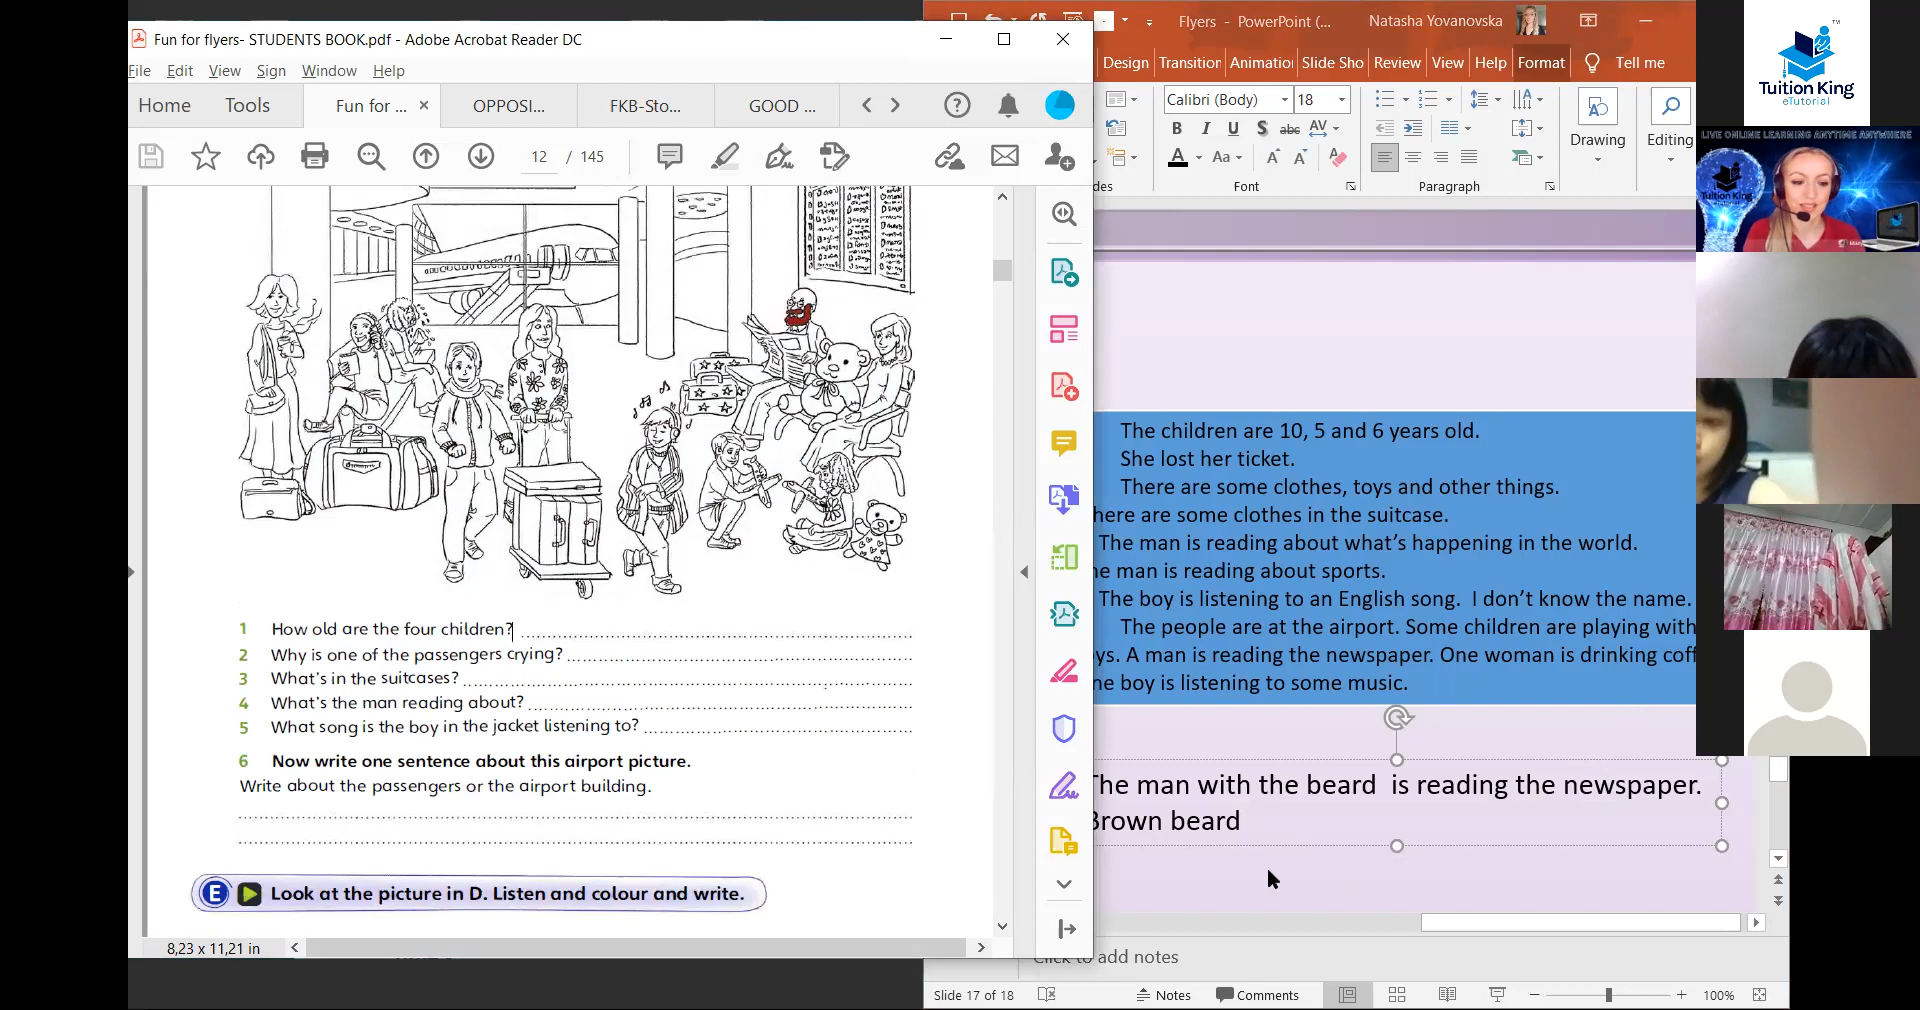 Fun for flyers- STUDENTS BOOK.pdf - Adobe Acrobat Reader DC
File Edit View Sign Window Help
Home Tools Fun for ... × OPPOSI... FKB-Sto... GOOD ...
12 / 145
1 How old are the four children?
2 Why is one of the passengers crying?
3 What's in the suitcases?
4 What's the man reading about?
5 What song is the boy in the jacket listening to?
6 Now write one sentence about this airport picture.
Write about the passengers or the airport building.
E Look at the picture in D. Listen and colour and write.
8,23 x 11,21 in
Flyers - PowerPoint (... Natasha Yovanovska
Design Transition Animation Slide Sho Review View Help Format Tell me
Calibri (Body) 18
Drawing Editing
Font Paragraph
The children are 10, 5 and 6 years old.
She lost her ticket.
There are some clothes, toys and other things.
here are some clothes in the suitcase.
The man is reading about what's happening in the world.
he man is reading about sports.
The boy is listening to an English song. I don't know the name.
The people are at the airport. Some children are playing with
ys. A man is reading the newspaper. One woman is drinking coff
ne boy is listening to some music.
The man with the beard is reading the newspaper.
Brown beard
Click to add notes
Slide 17 of 18 Notes Comments 100%
Tuition King
eTutorial
LIVE ONLINE LEARNING ANYTIME ANYWHERE
Tuition King